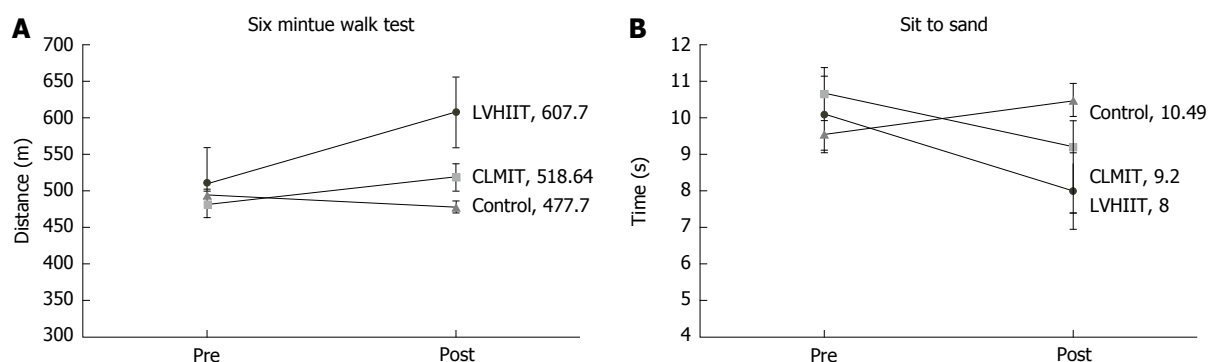 A
Six mintue walk test
Distance (m)
700
650
600
550
500
450
400
350
300
LVHIIT, 607.7
CLMIT, 518.64
Control, 477.7
Pre
Post
B
Sit to sand
Time (s)
12
11
10
9
8
7
6
5
4
Control, 10.49
CLMIT, 9.2
LVHIIT, 8
Pre
Post